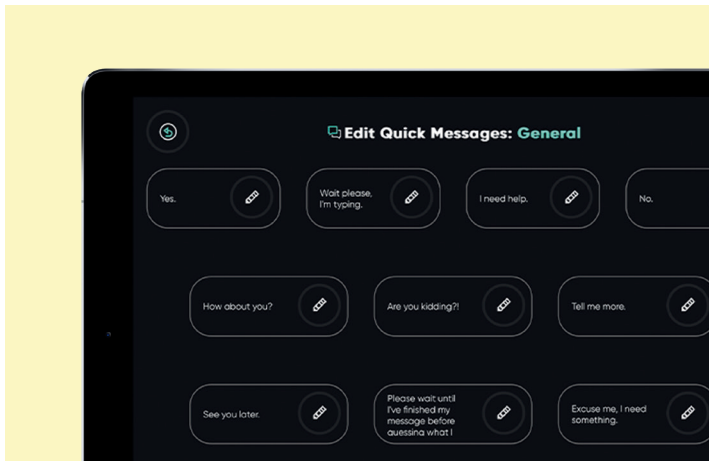 Edit Quick Messages: General
Yes.
Wait please,
I'm typing.
I need help.
No.
How about you?
Are you kidding?!
Tell me more.
See you later.
Please wait until
I've finished my
message before
guessing what I
Excuse me, I need
something.